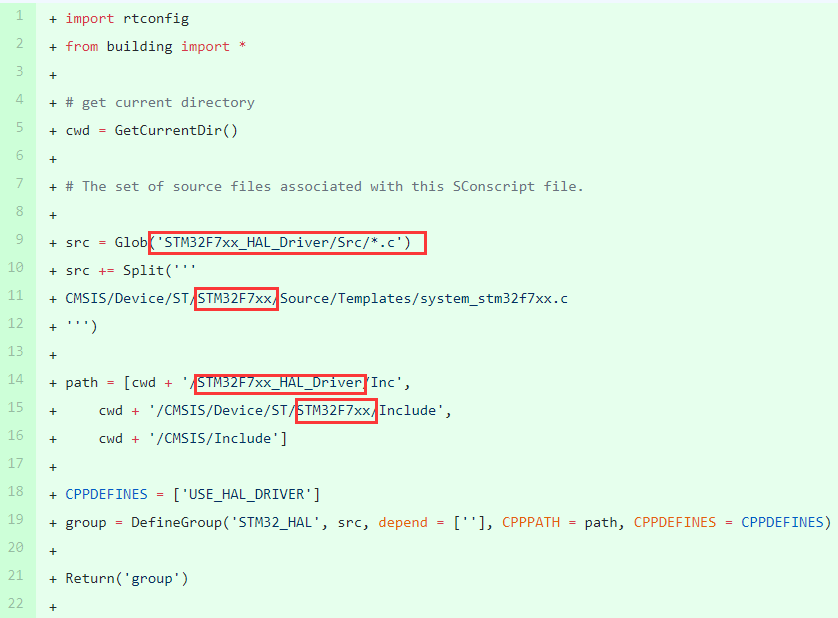 1 + import rtconfig
2 + from building import *
3 +
4 + # get current directory
5 + cwd = GetCurrentDir()
6 +
7 + # The set of source files associated with this SConscript file.
8 +
9 + src = Glob('STM32F7xx_HAL_Driver/Src/*.c')
10 + src += Split('''
11 + CMSIS/Device/ST/STM32F7xx/Source/Templates/system_stm32f7xx.c
12 + ''')
13 +
14 + path = [cwd + '/STM32F7xx_HAL_Driver/Inc',
15 +     cwd + '/CMSIS/Device/ST/STM32F7xx/Include',
16 +     cwd + '/CMSIS/Include']
17 +
18 + CPPDEFINES = ['USE_HAL_DRIVER']
19 + group = DefineGroup('STM32_HAL', src, depend = [''], CPPPATH = path, CPPDEFINES = CPPDEFINES)
20 +
21 + Return('group')
22 +